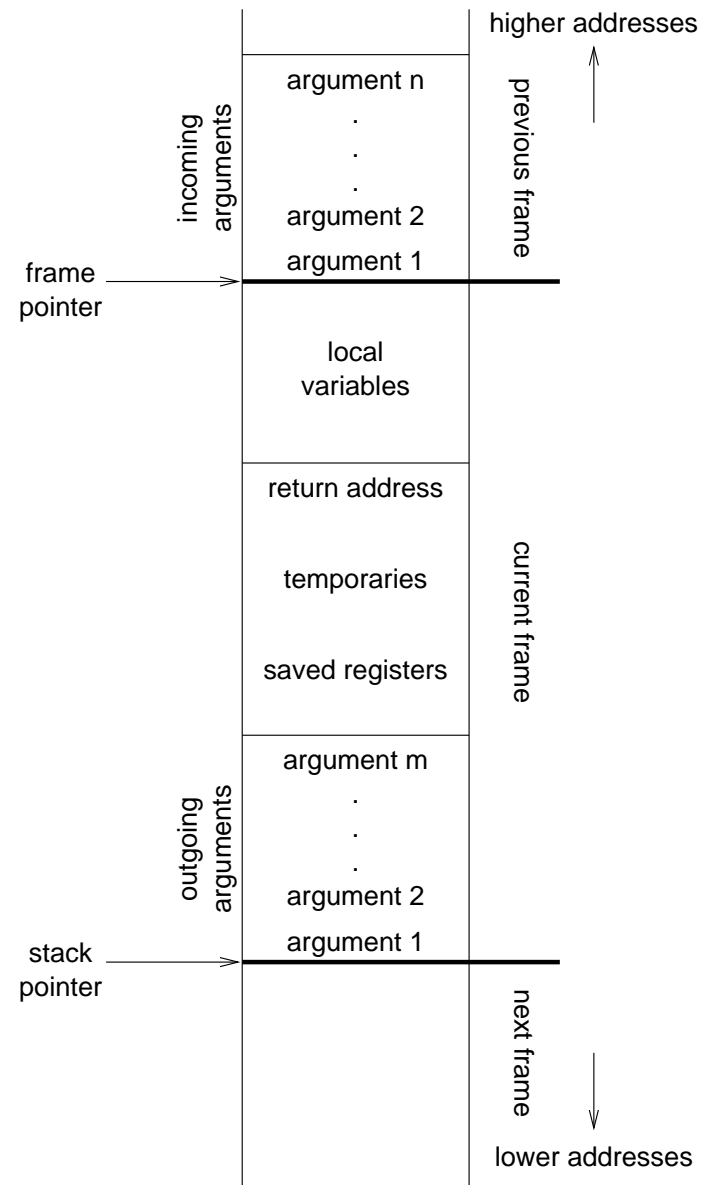 higher addresses
argument n
.
.
.
argument 2
argument 1
incoming
arguments
previous frame
frame
pointer
local
variables
return address
temporaries
saved registers
current frame
argument m
.
.
.
argument 2
argument 1
outgoing
arguments
stack
pointer
next frame
lower addresses